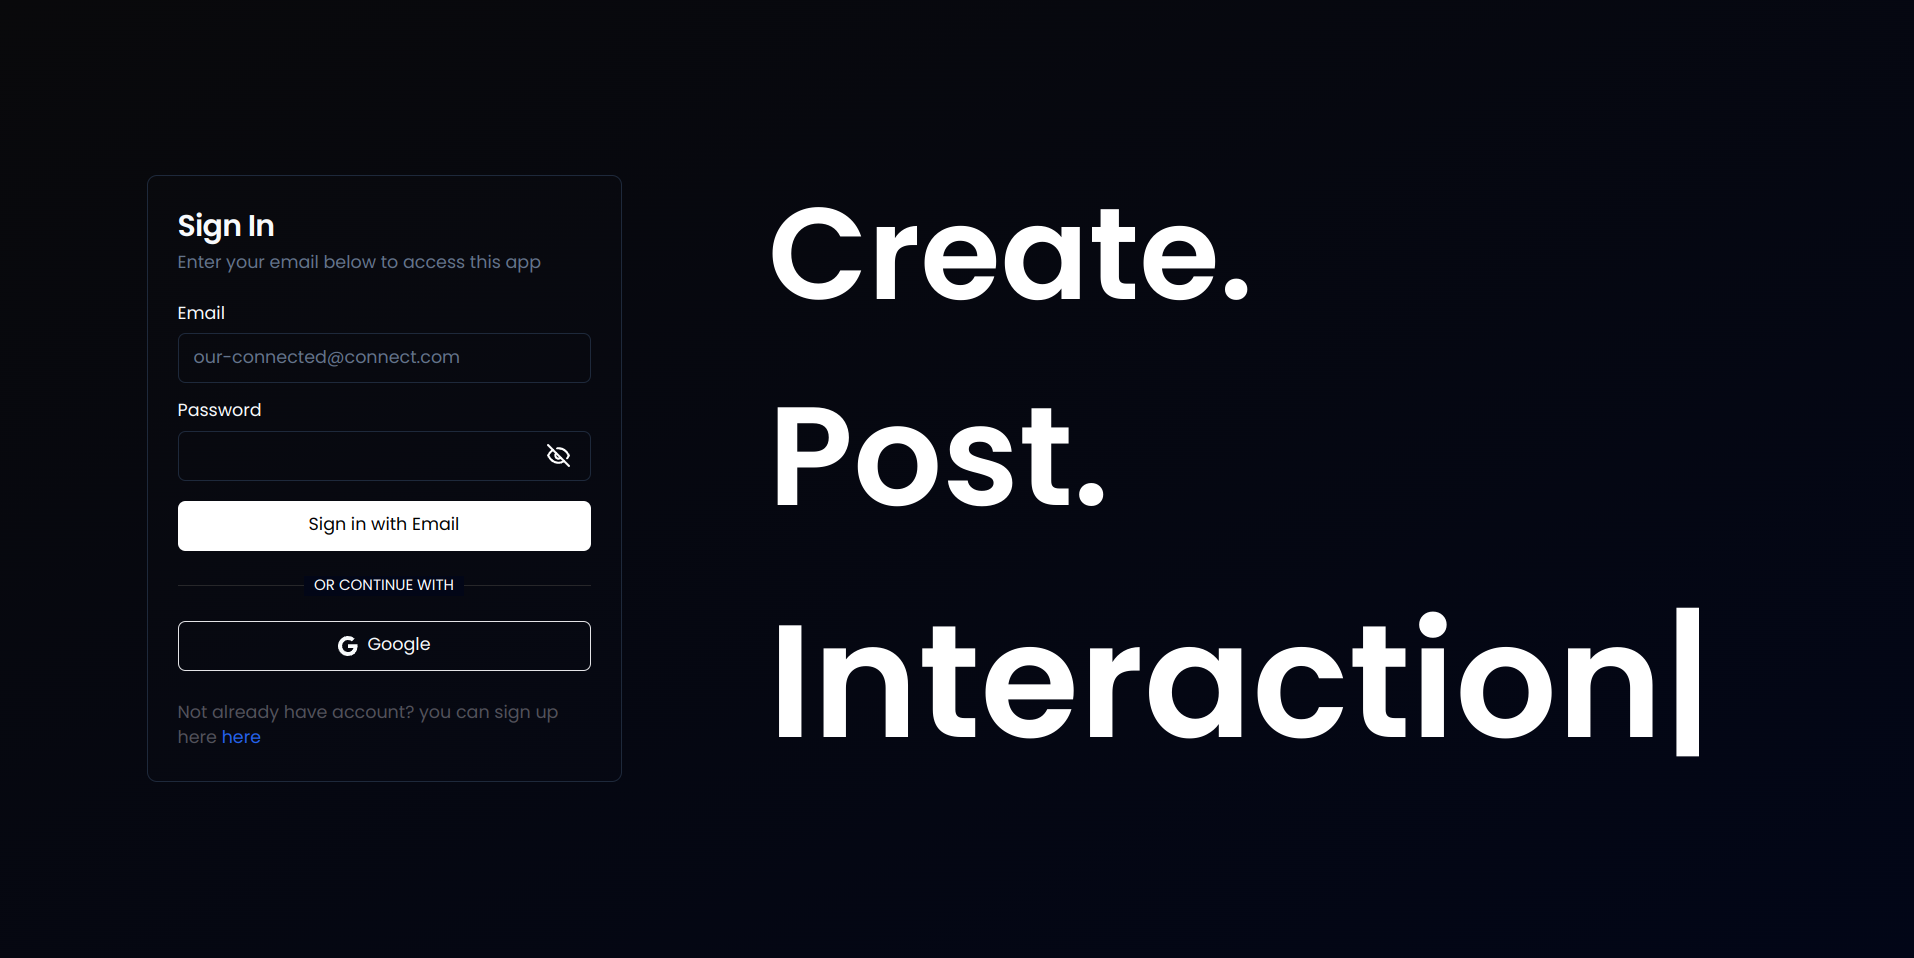 Sign In
Enter your email below to access this app
Email
our-connected@connect.com
Password
Sign in with Email
OR CONTINUE WITH
Google
Not already have account? you can sign up
here here
Create.
Post.
Interaction|